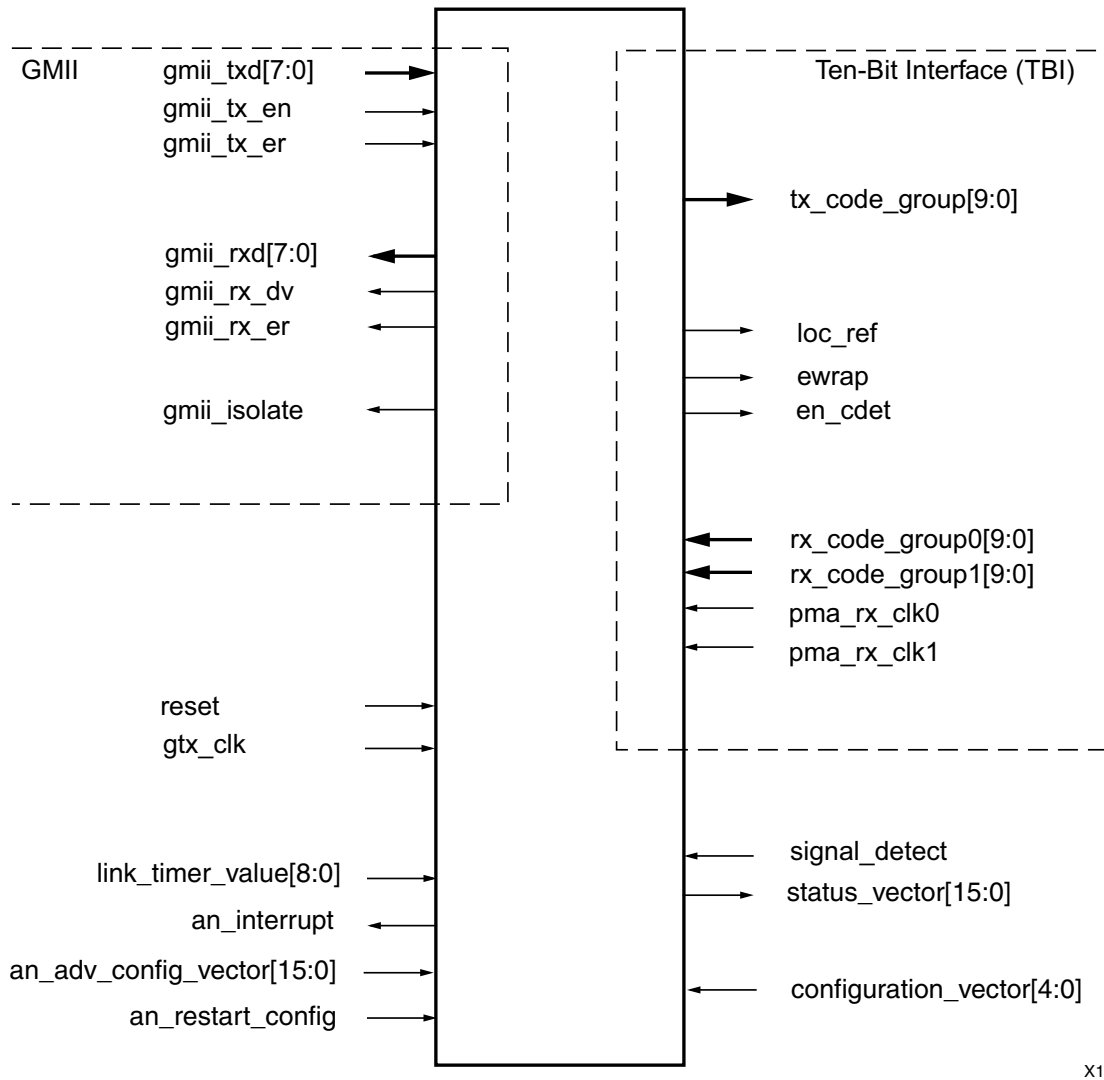 GMII
gmii_txd[7:0]
gmii_tx_en
gmii_tx_er
gmii_rxd[7:0]
gmii_rx_dv
gmii_rx_er
gmii_isolate
reset
gtx_clk
link_timer_value[8:0]
an_interrupt
an_adv_config_vector[15:0]
an_restart_config
Ten-Bit Interface (TBI)
tx_code_group[9:0]
loc_ref
ewrap
en_cdet
rx_code_group0[9:0]
rx_code_group1[9:0]
pma_rx_clk0
pma_rx_clk1
signal_detect
status_vector[15:0]
configuration_vector[4:0]
X1